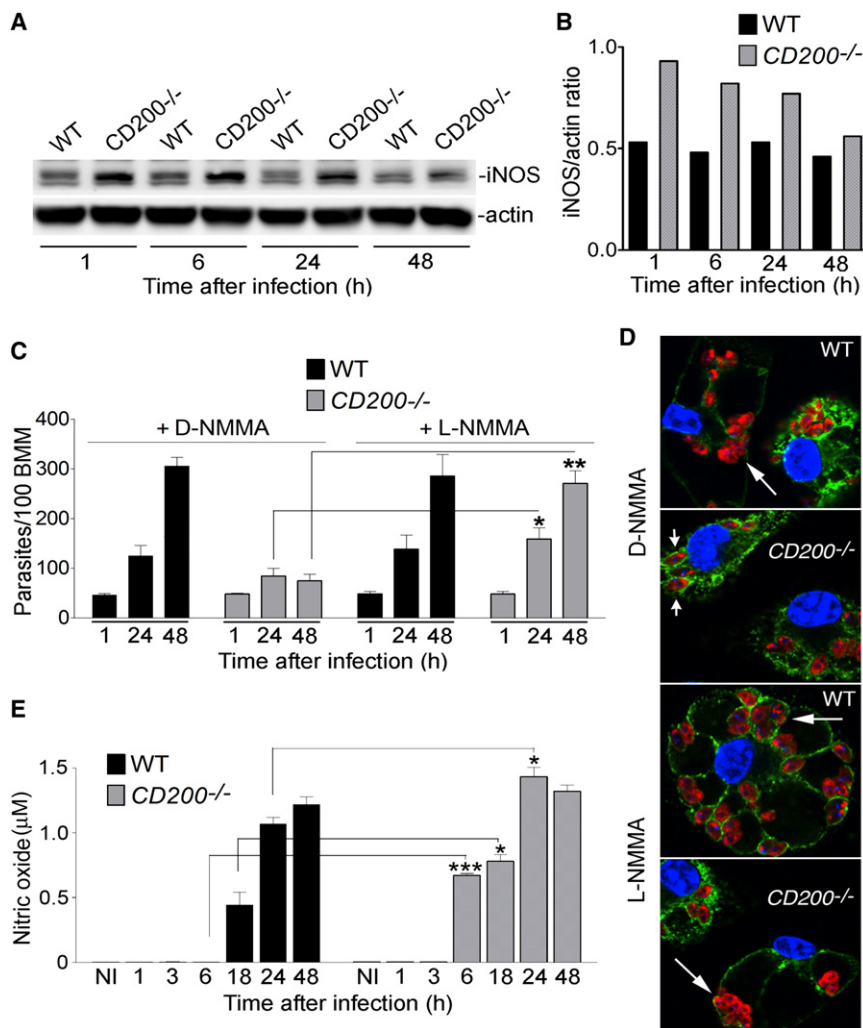 A
WT
CD200-/-
WT
CD200-/-
WT
CD200-/-
WT
CD200-/-
-iNOS
-actin
1 6 24 48
Time after infection (h)
B
WT
CD200-/-
iNOS/actin ratio
1.0
0.5
0.0
1 6 24 48
Time after infection (h)
C
WT
CD200-/-
+ D-NMMA + L-NMMA
Parasites/100 BMM
400
300
200
100
0
* **
1 24 48 1 24 48 1 24 48 1 24 48
Time after infection (h)
D
D-NMMA
WT
CD200-/-
L-NMMA
WT
CD200-/-
E
WT
CD200-/-
Nitric oxide(µM)
1.5
1.0
0.5
0
*** * *
NI 1 3 6 18 24 48 NI 1 3 6 18 24 48
Time after infection (h)